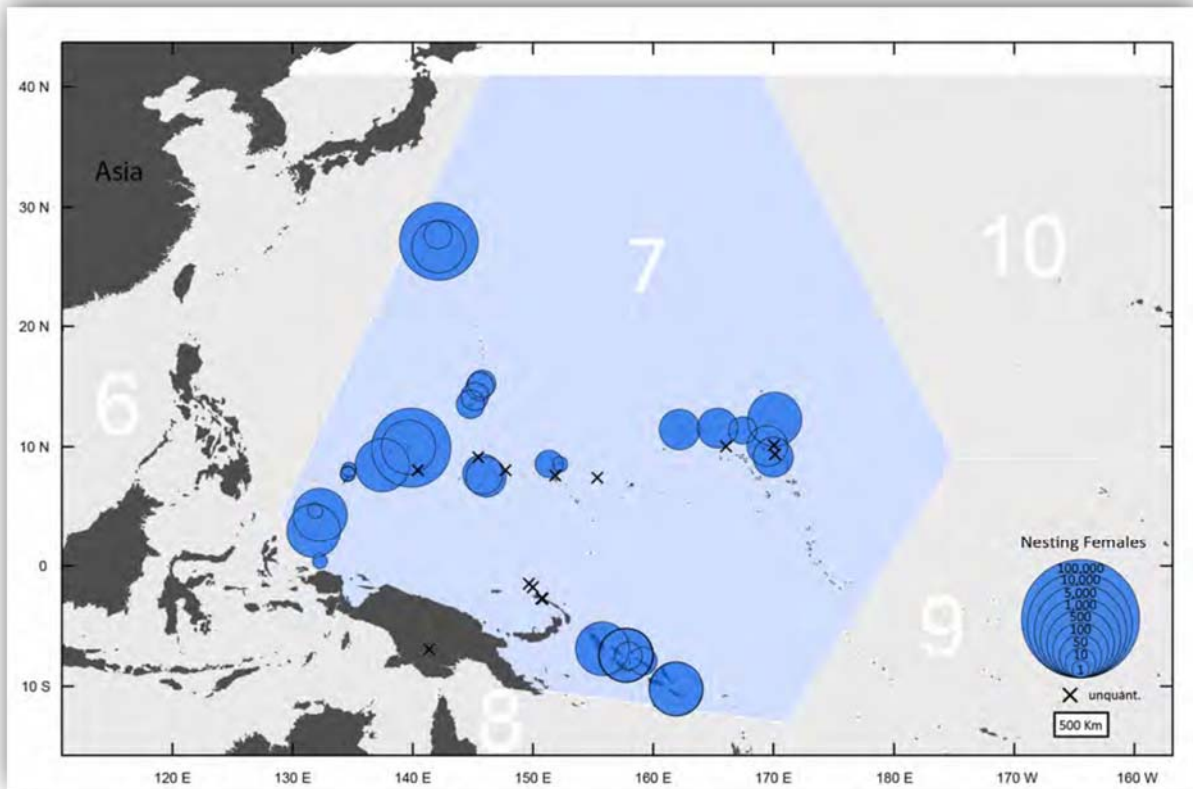 40 N
30 N
20 N
10 N
0
10 S
Asia
6
7
8
9
10
Nesting Females
100,000
10,000
5,000
1,000
500
100
50
10
1
unquant.
500 Km
120 E
130 E
140 E
150 E
160 E
170 E
180 E
170 W
160 W